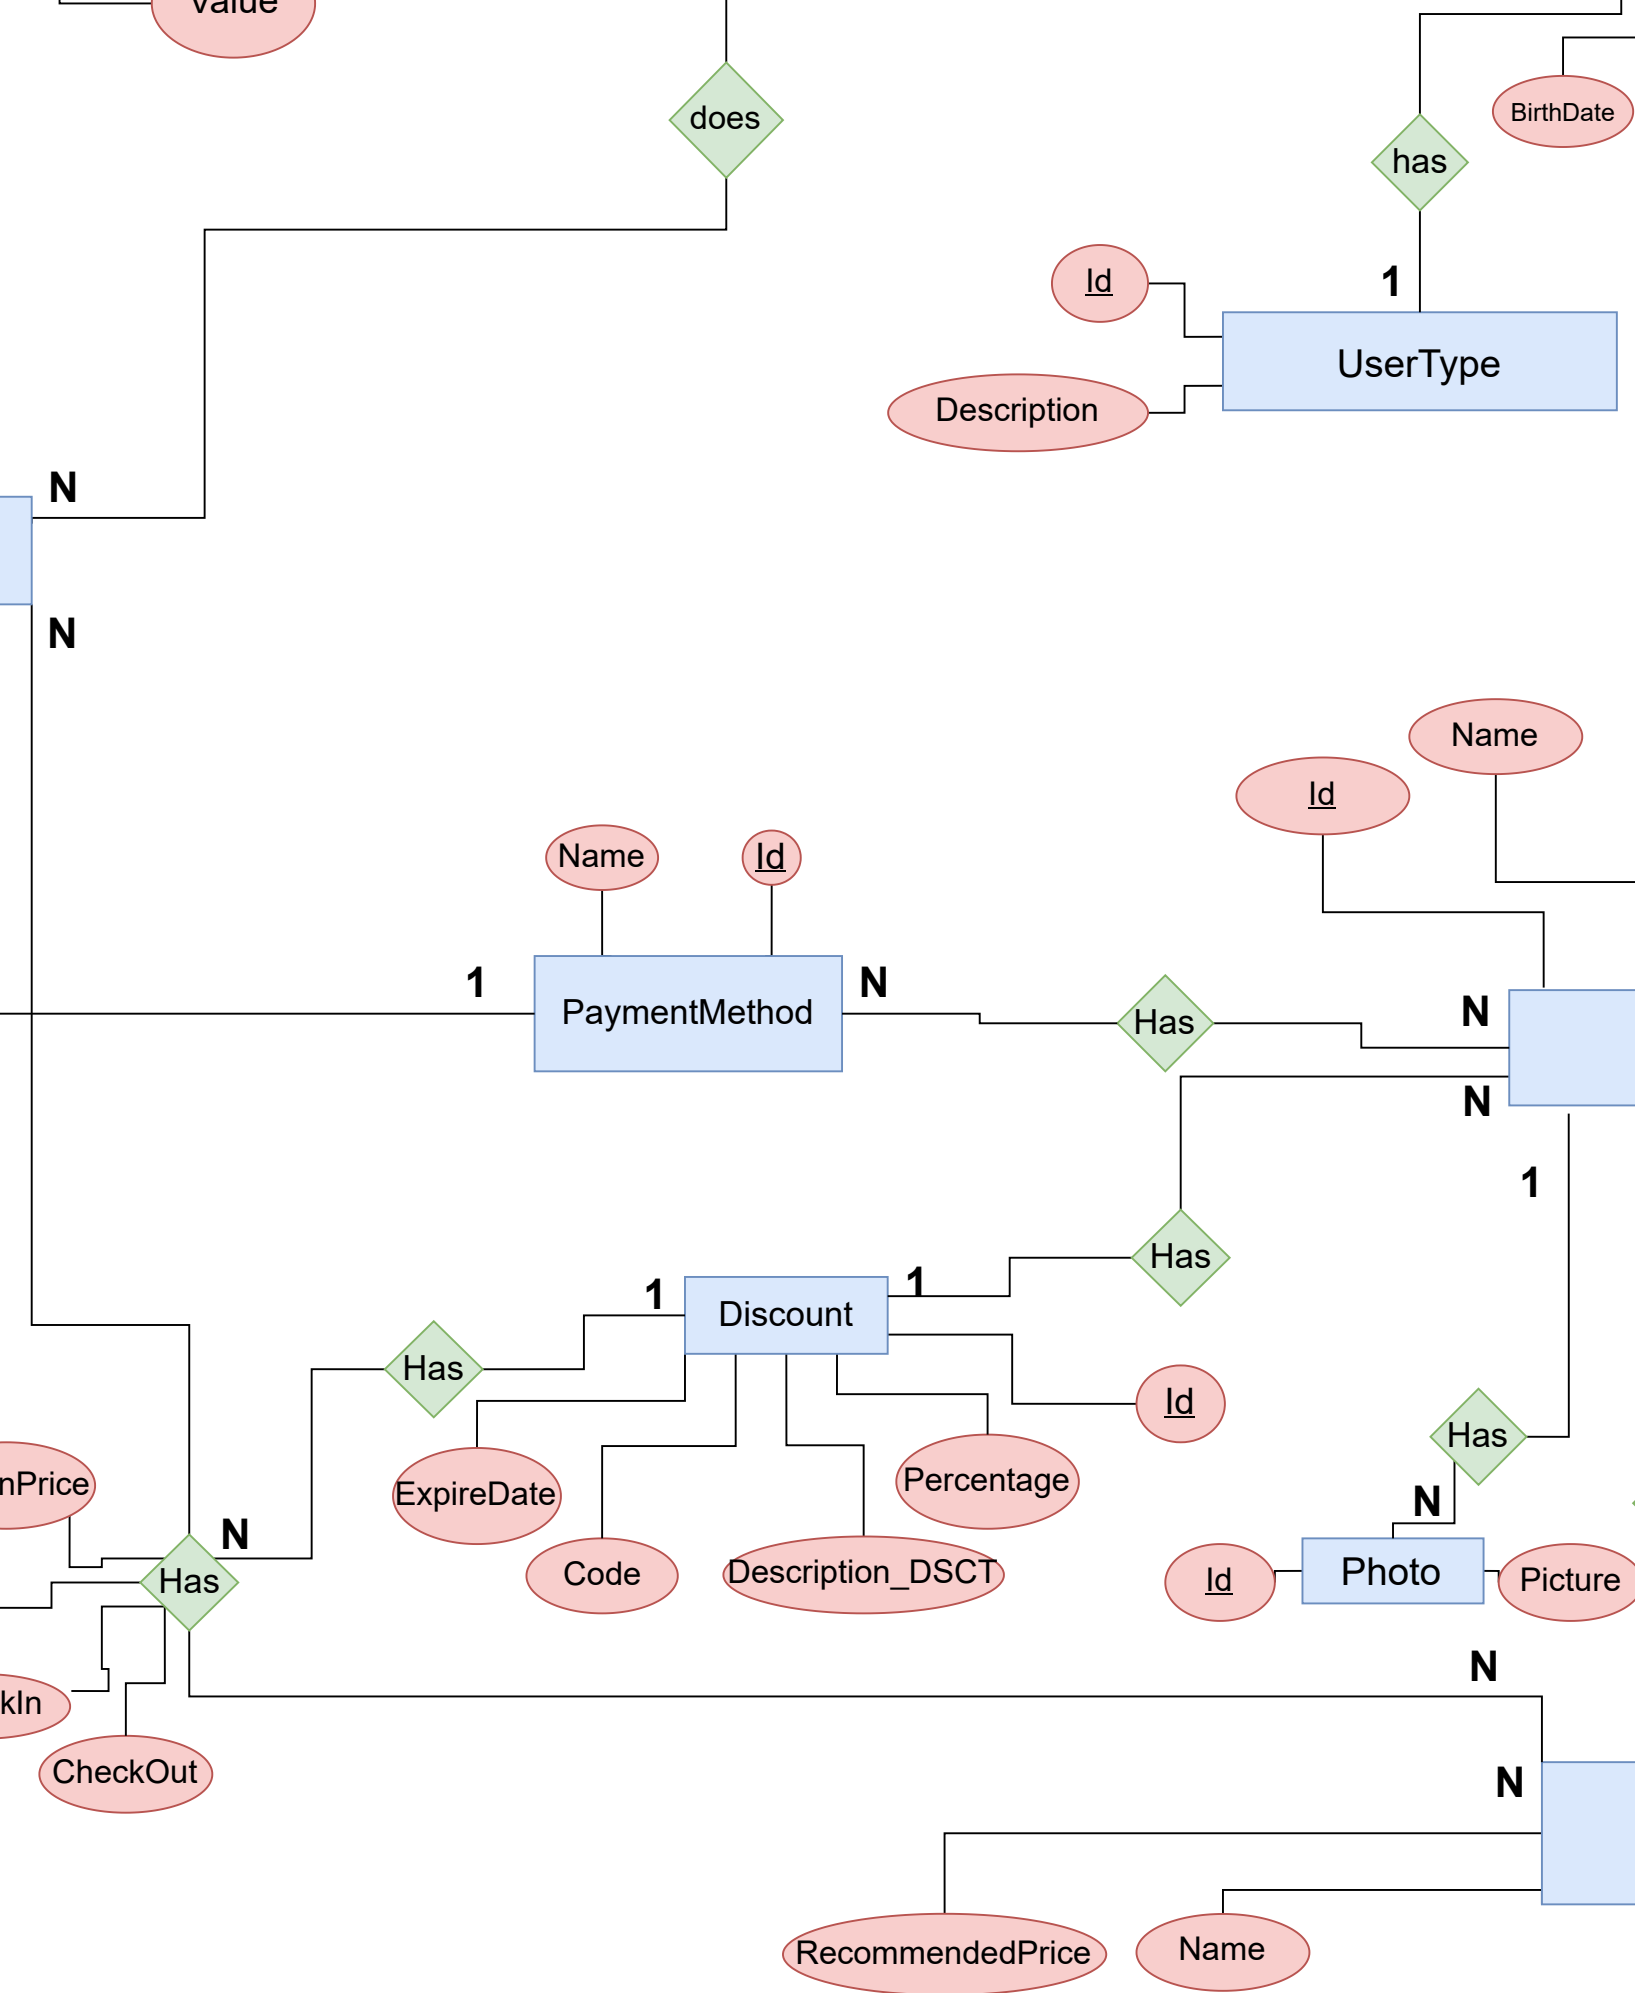 does
BirthDate
has
Id
1
UserType
Description
N
N
Name
Id
Name
Id
1
PaymentMethod
N
Has
N
N
1
Has
1
Discount
1
Has
Id
Has
ExpireDate
Percentage
N
N
Code
Description_DSCT
Has
Id
Photo
Picture
N
CheckOut
N
RecommendedPrice
Name